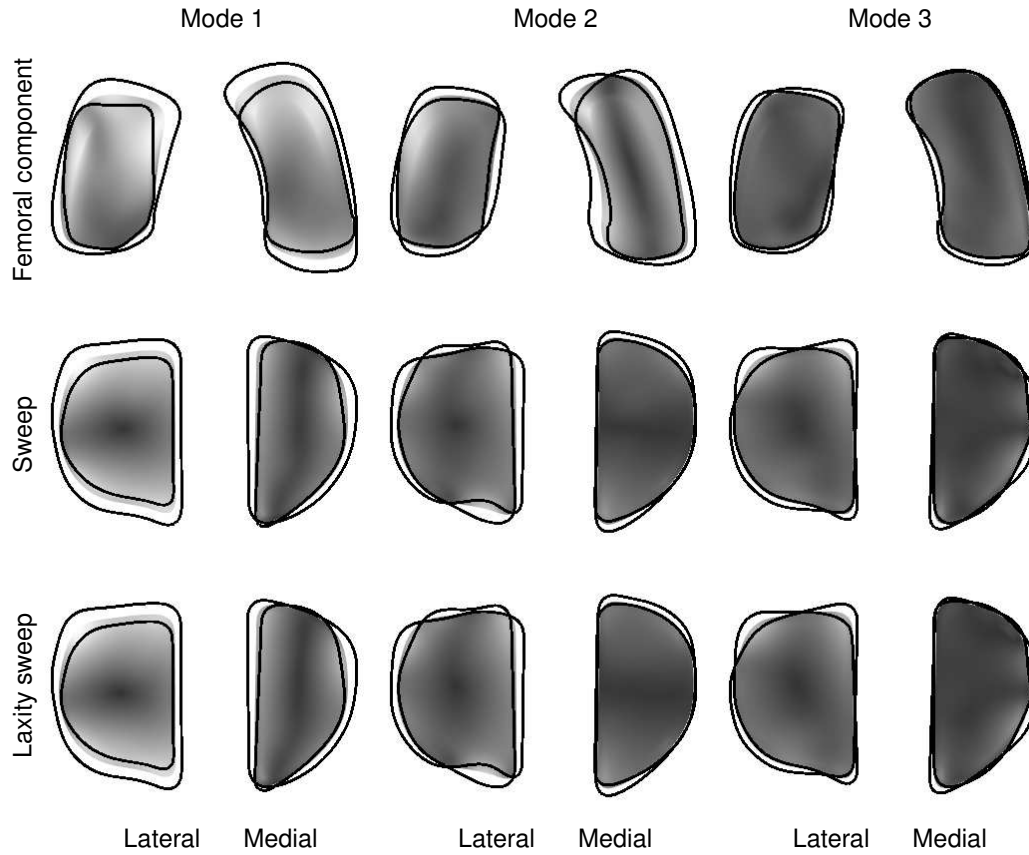 Mode 1
Mode 2
Mode 3
Femoral component
Sweep
Laxity sweep
Lateral
Medial
Lateral
Medial
Lateral
Medial